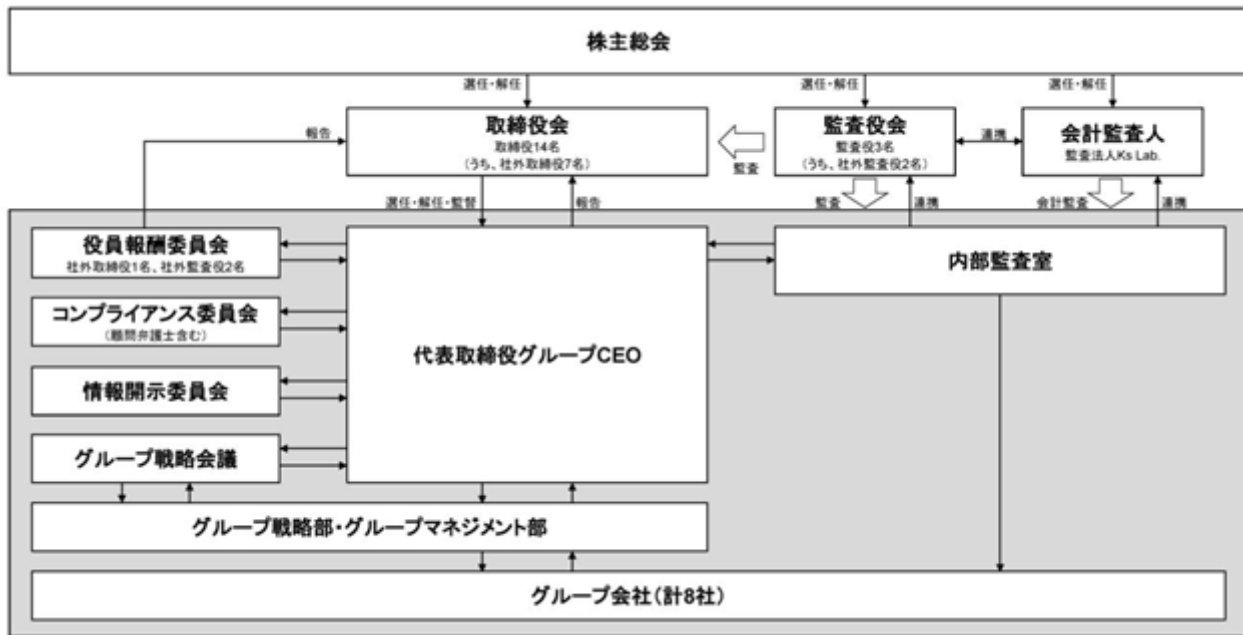 株主総会
選任・解任
選任・解任
選任・解任
報告
取締役会
取締役14名
(うち、社外取締役7名)
監査
監査役会
監査役3名
(うち、社外監査役2名)
連携
会計監査人
監査法人Ks Lab.
選任・解任・監督
報告
監査
連携
会計監査
連携
役員報酬委員会
社外取締役1名、社外監査役2名
コンプライアンス委員会
(顧問弁護士含む)
情報開示委員会
グループ戦略会議
代表取締役グループCEO
内部監査室
グループ戦略部・グループマネジメント部
グループ会社(計8社)